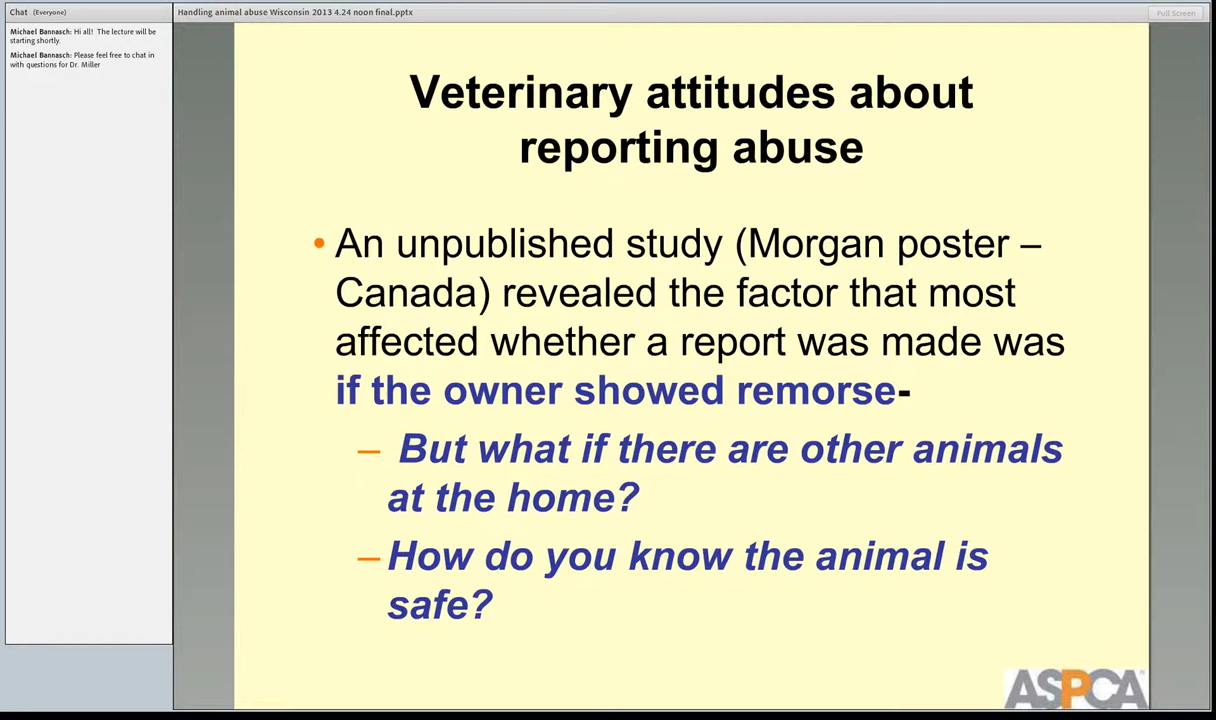 Chat (Everyone)
Michael Bannasch: Hi all! The lecture will be
starting shortly.
Michael Bannasch: Please feel free to chat in
with questions for Dr. Miller
Handling animal abuse Wisconsin 2013 4.24 noon final.pptx
Full Screen
Veterinary attitudes about
reporting abuse
• An unpublished study (Morgan poster –
Canada) revealed the factor that most
affected whether a report was made was
if the owner showed remorse-
– But what if there are other animals
at the home?
– How do you know the animal is
safe?
ASPCA